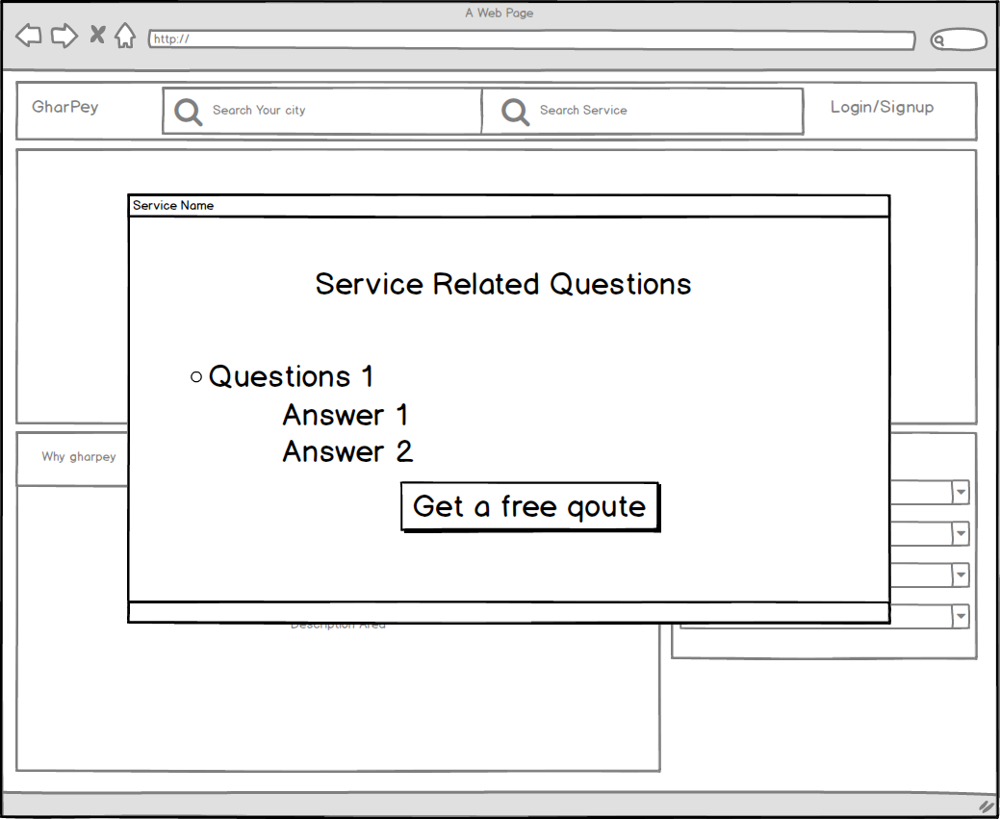 A Web Page
http://
GharPey
Search Your city
Search Service
Login/Signup
Service Name
Service Related Questions
Questions 1
Answer 1
Answer 2
Why gharpey
Get a free qoute
Description Area